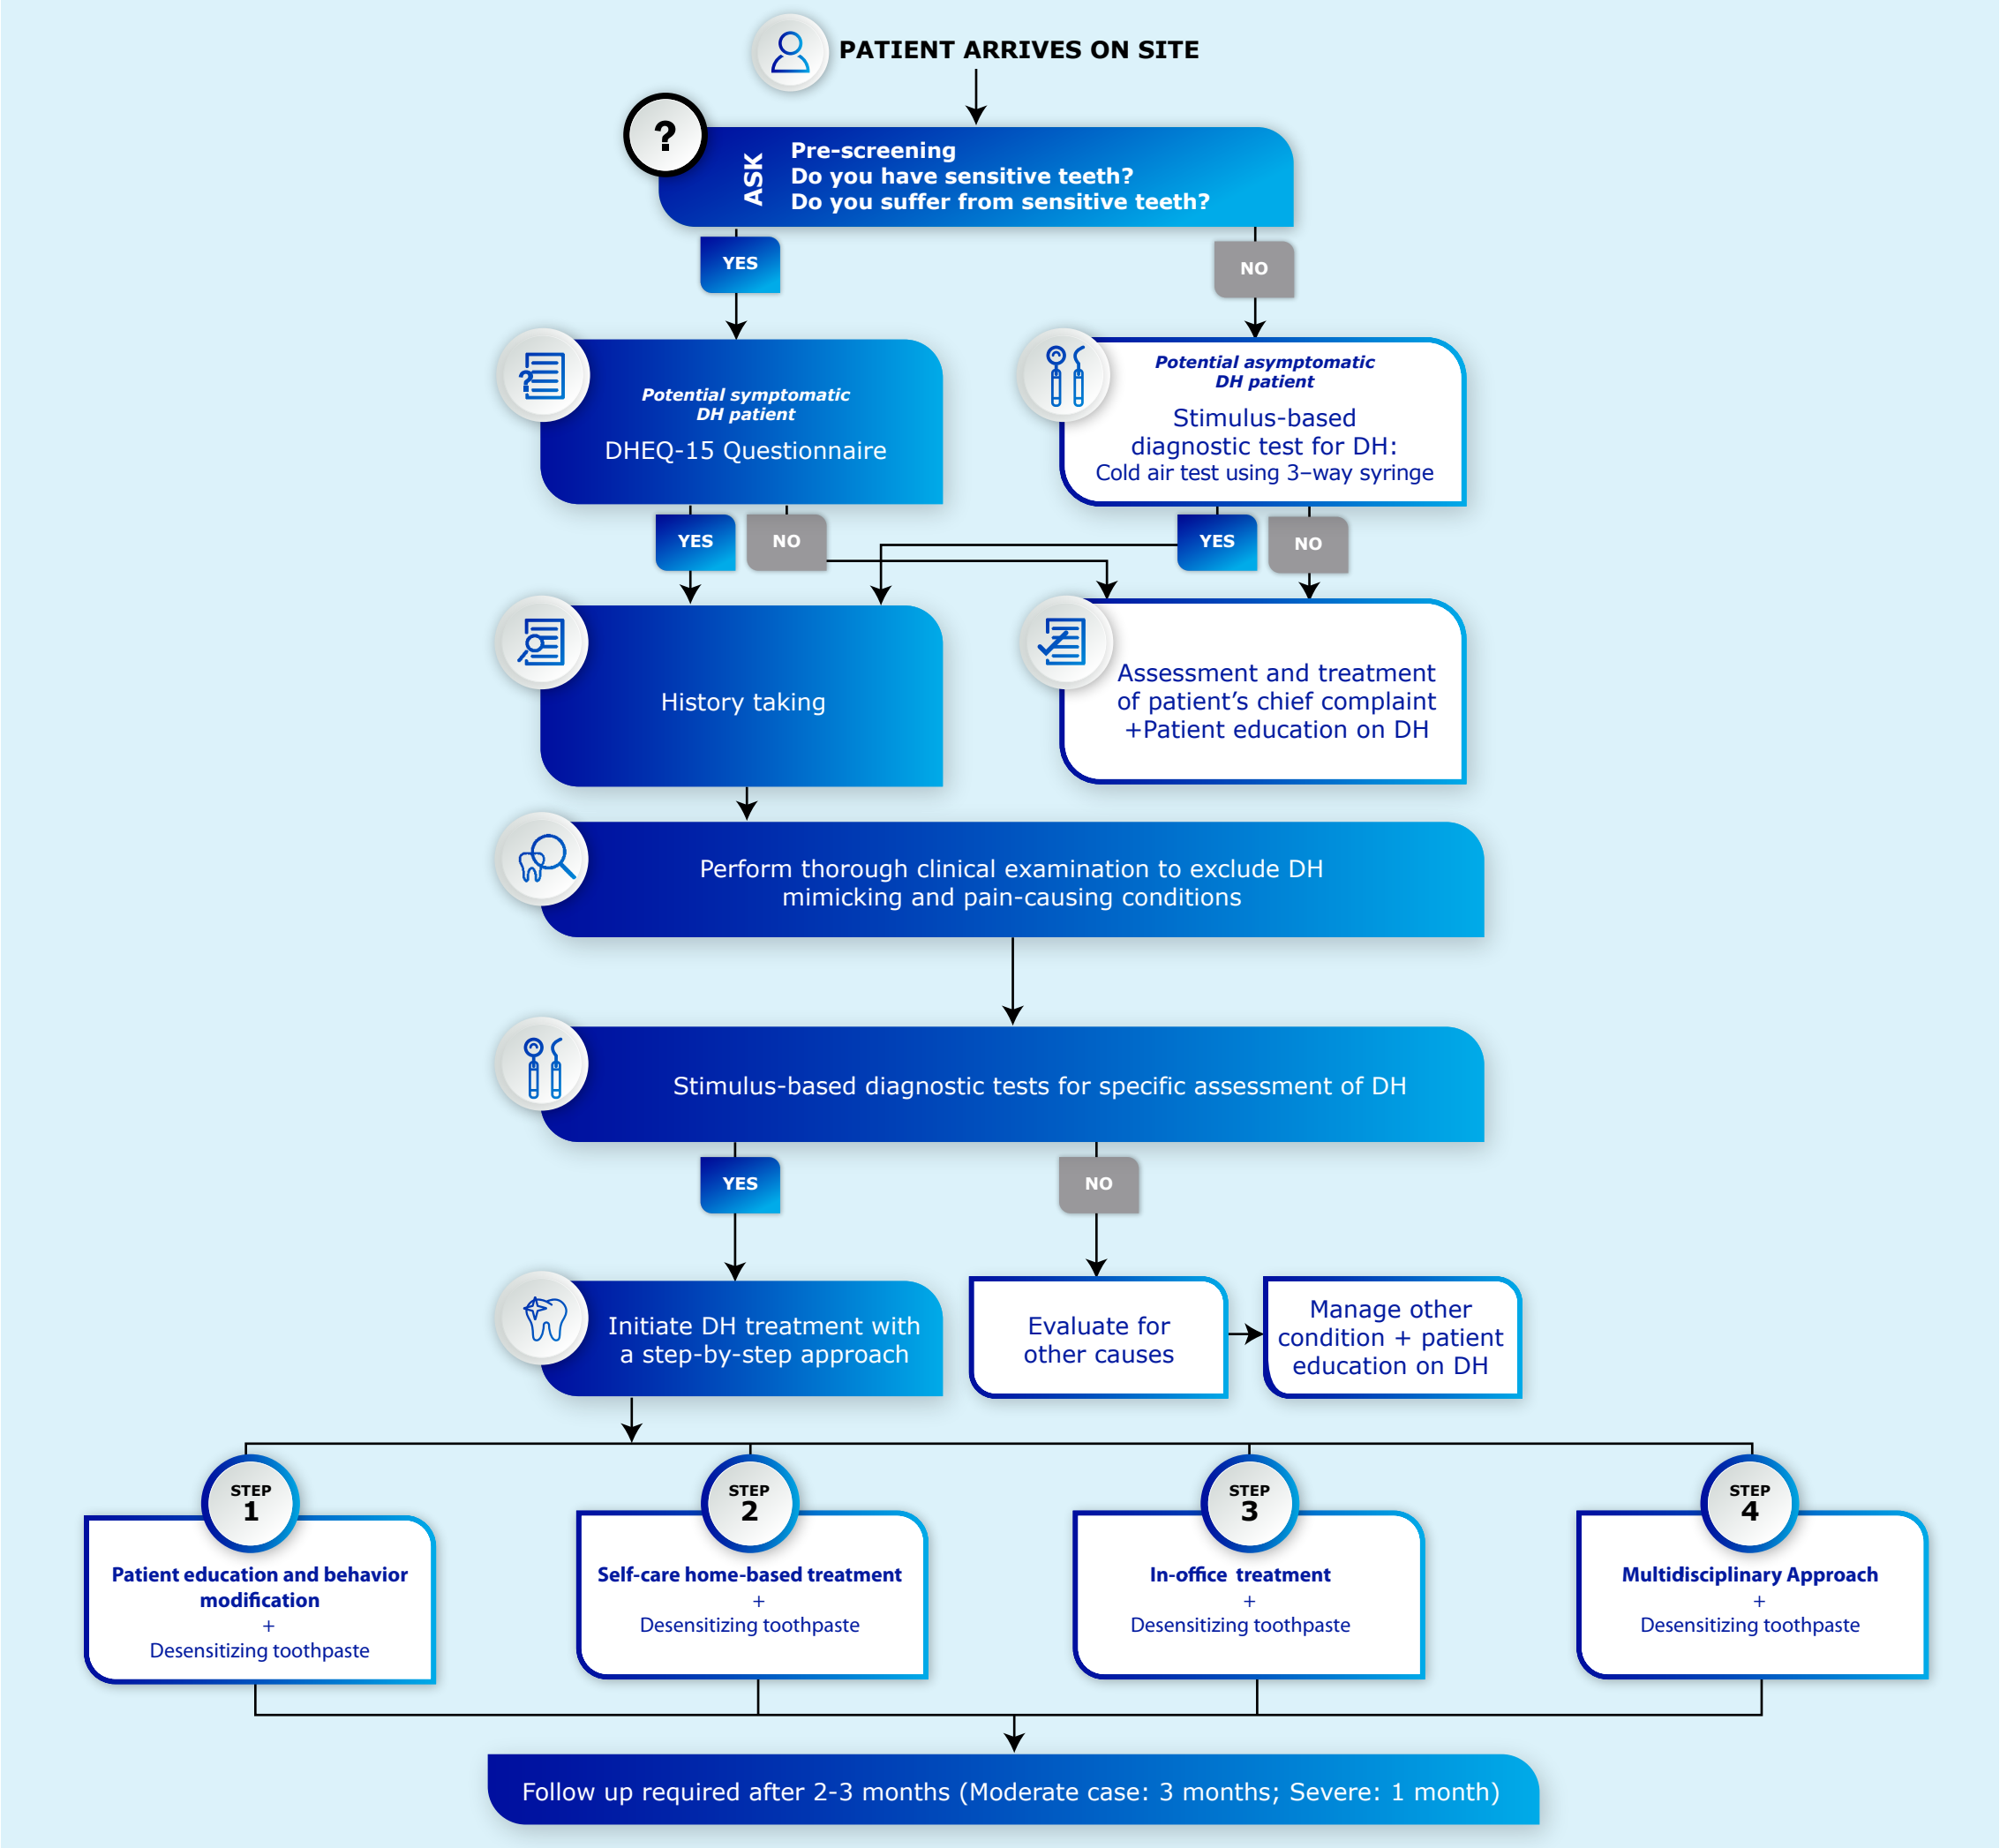 PATIENT ARRIVES ON SITE
?
ASK
Pre-screening
Do you have sensitive teeth?
Do you suffer from sensitive teeth?
YES
NO
Potential symptomatic
DH patient
DHEQ-15 Questionnaire
Potential asymptomatic
DH patient
Stimulus-based
diagnostic test for DH:
Cold air test using 3–way syringe
YES
NO
YES
NO
History taking
Assessment and treatment
of patient’s chief complaint
+Patient education on DH
Perform thorough clinical examination to exclude DH
mimicking and pain-causing conditions
Stimulus-based diagnostic tests for specific assessment of DH
YES
NO
Initiate DH treatment with
a step-by-step approach
Evaluate for
other causes
Manage other
condition + patient
education on DH
STEP
1
Patient education and behavior
modification
+
Desensitizing toothpaste
STEP
2
Self-care home-based treatment
+
Desensitizing toothpaste
STEP
3
In-office treatment
+
Desensitizing toothpaste
STEP
4
Multidisciplinary Approach
+
Desensitizing toothpaste
Follow up required after 2-3 months (Moderate case: 3 months; Severe: 1 month)